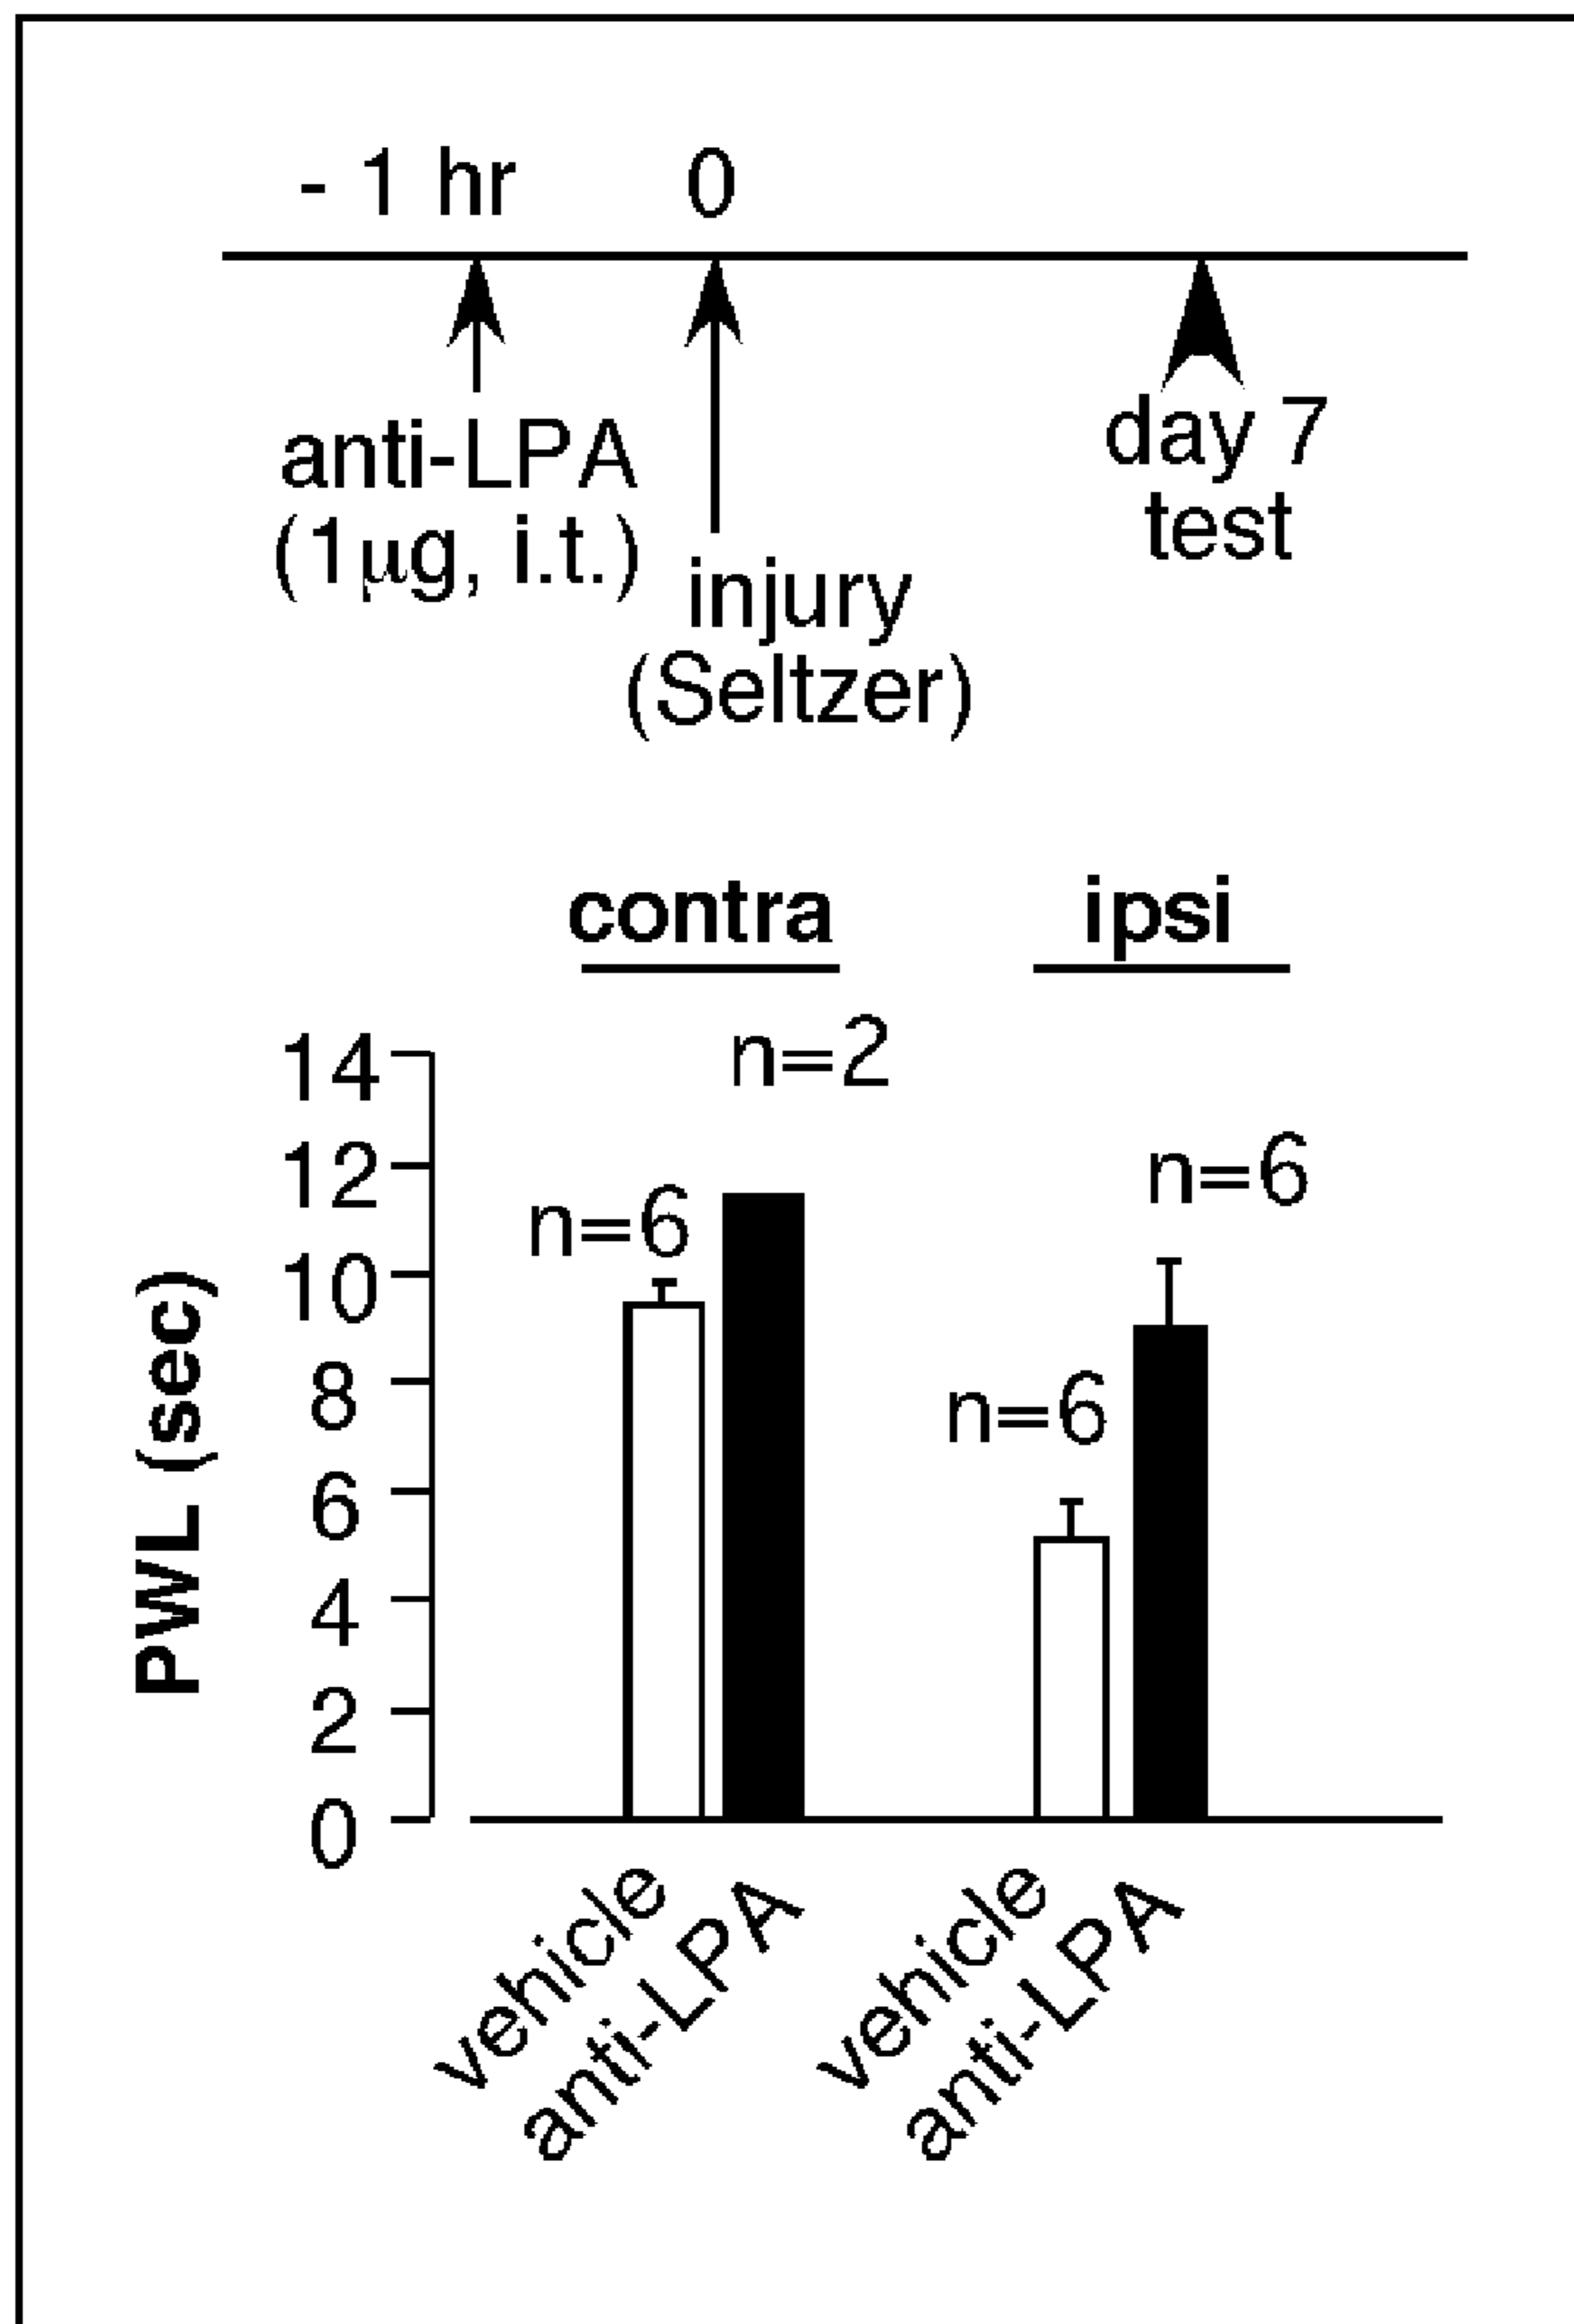 - 1 hr 0
anti-LPA
(1µg, i.t.)
injury
(Seltzer)
day 7
test
contra ipsi
n=2
n=6
n=6
n=6
14
12
10
8
6
4
2
0
PWL (sec)
vehicle
anti-LPA
vehicle
anti-LPA